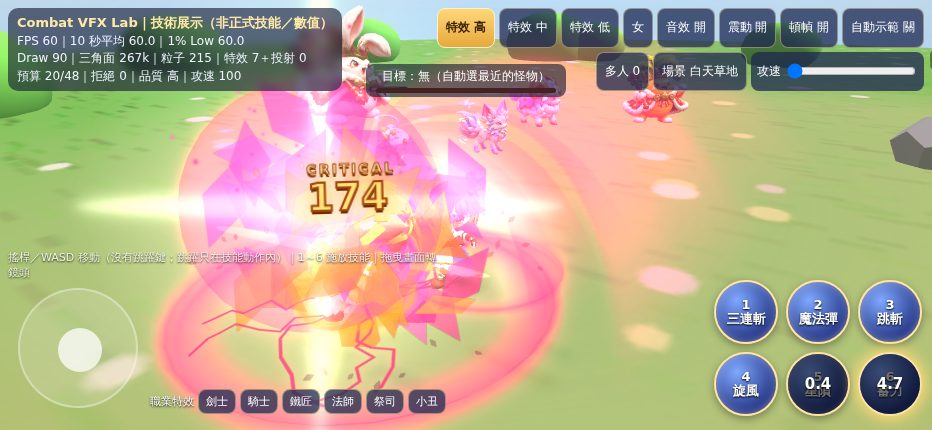 Combat VFX Lab｜技術展示（非正式技能／數值）
FPS 60｜10 秒平均 60.0｜1% Low 60.0
Draw 90｜三角面 267k｜粒子 215｜特效 7＋投射 0
預算 20/48｜拒絕 0｜品質 高｜攻速 100
特效 高
特效 中
特效 低
女
音效 開
震動 開
頓幀 開
自動示範 關
目標：無（自動選最近的怪物）
多人 0
場景 白天草地
攻速
CRITICAL
174
搖桿／WASD 移動（沒有跳躍鍵；跳躍只在技能動作內）｜1～6 施放技能｜拖曳畫面轉
鏡頭
1
三連斬
2
魔法彈
3
跳斬
4
旋風
0.4
4.7
蓄力
職業特效
劍士
騎士
鐵匠
法師
祭司
小丑